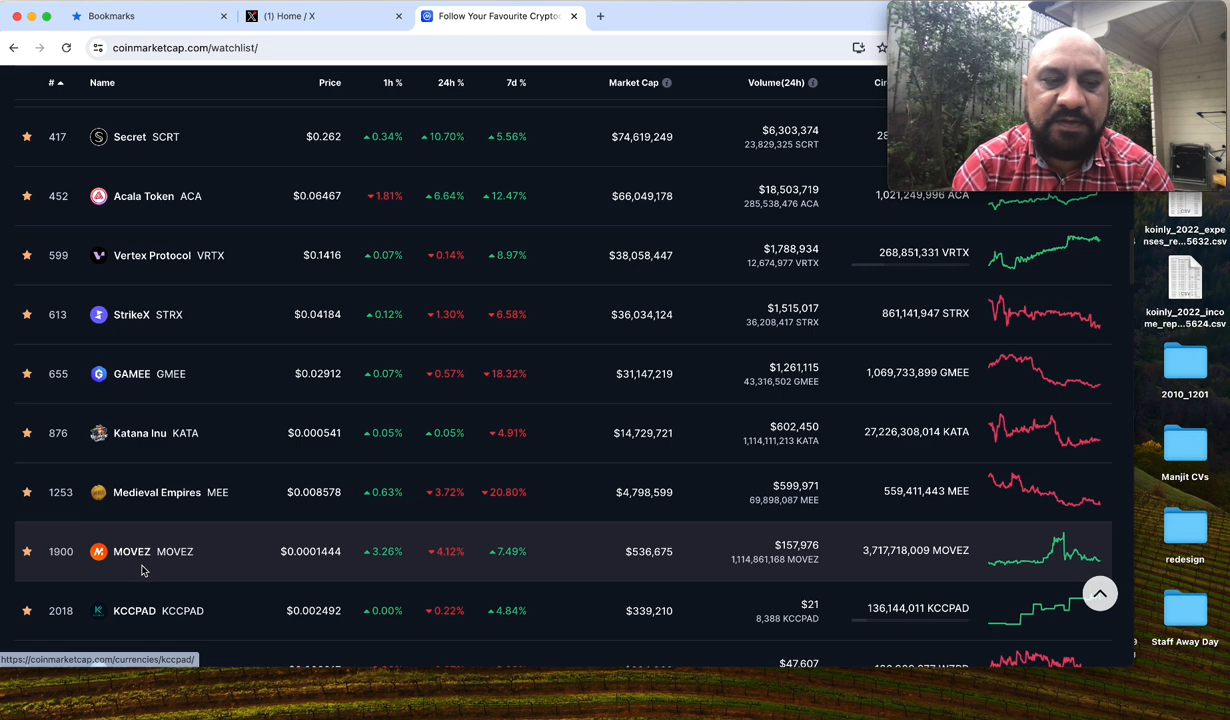 Bookmarks
(1) Home / X
Follow Your Favourite Crypto
coinmarketcap.com/watchlist/
# Name Price 1h % 24h % 7d % Market Cap Volume(24h)
417 Secret SCRT $0.262 0.34% 10.70% 5.56% $74,619,249 $6,303,374
23,829,325 SCRT
452 Acala Token ACA $0.06467 1.81% 6.64% 12.47% $66,049,178 $18,503,719 1,021,249,996 ACA
285,538,476 ACA
599 Vertex Protocol VRTX $0.1416 0.07% 0.14% 8.97% $38,058,447 $1,788,934 268,851,331 VRTX
12,674,977 VRTX
613 StrikeX STRX $0.04184 0.12% 1.30% 6.58% $36,034,124 $1,515,017 861,141,947 STRX
36,208,417 STRX
655 GAMEE GMEE $0.02912 0.07% 0.57% 18.32% $31,147,219 $1,261,115 1,069,733,899 GMEE
43,316,502 GMEE
876 Katana Inu KATA $0.000541 0.05% 0.05% 4.91% $14,729,721 $602,450 27,226,308,014 KATA
1,114,111,213 KATA
1253 Medieval Empires MEE $0.008578 0.63% 3.72% 20.80% $4,798,599 $599,971 559,411,443 MEE
69,898,087 MEE
1900 MOVEZ MOVEZ $0.0001444 3.26% 4.12% 7.49% $536,675 $157,976 3,717,718,009 MOVEZ
1,114,861,168 MOVEZ
2018 KCCPAD KCCPAD $0.002492 0.00% 0.22% 4.84% $339,210 $21 136,144,011 KCCPAD
8,388 KCCPAD
$47,607
https://coinmarketcap.com/currencies/kccpad/
koinly_2022_expe
nses_re...5632.csv
CSV
koinly_2022_inco
me_rep...5624.csv
2010_1201
Manjit CVs
redesign
Staff Away Day